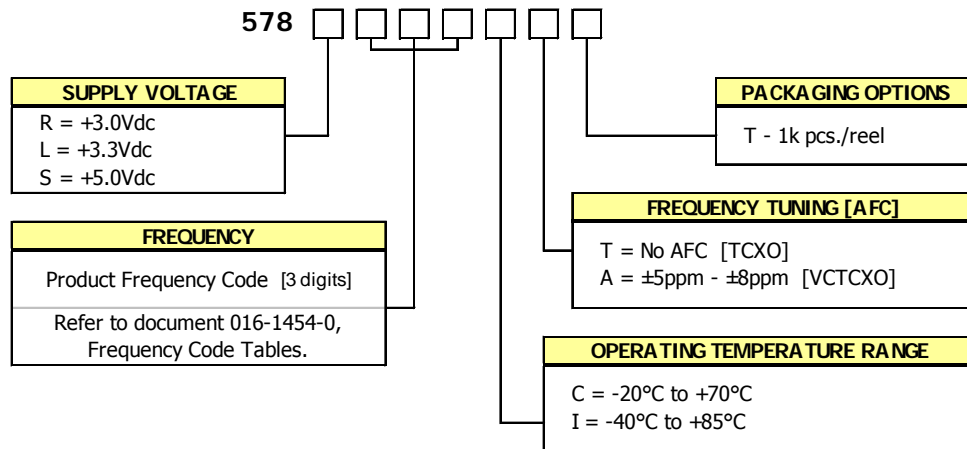 578
SUPPLY VOLTAGE
R = +3.0Vdc
L = +3.3Vdc
S = +5.0Vdc
PACKAGING OPTIONS
T - 1k pcs./reel
FREQUENCY TUNING [AFC]
T = No AFC [TCXO]
A = ±5ppm - ±8ppm [VCTCXO]
FREQUENCY
Product Frequency Code [3 digits]
Refer to document 016-1454-0,
Frequency Code Tables.
OPERATING TEMPERATURE RANGE
C = -20°C to +70°C
I = -40°C to +85°C